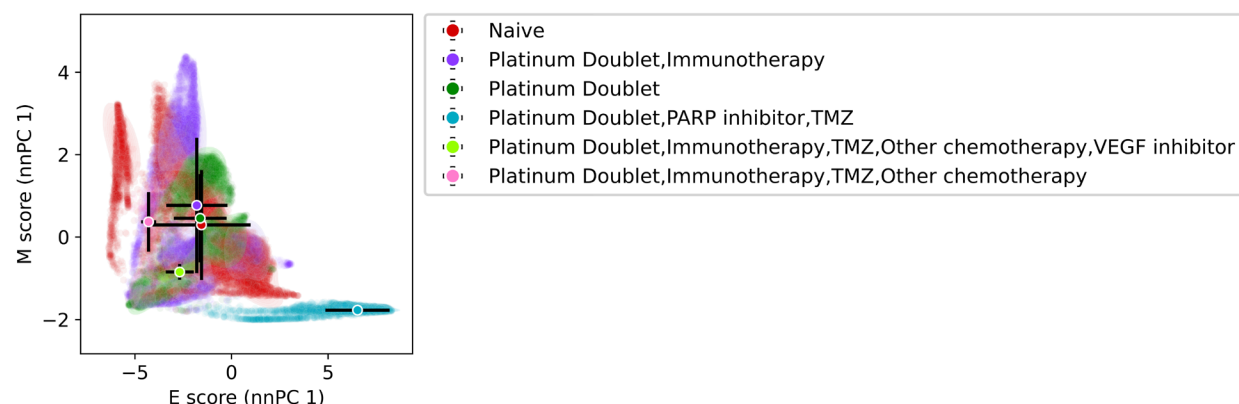 Naive
Platinum Doublet,Immunotherapy
Platinum Doublet
Platinum Doublet,PARP inhibitor,TMZ
Platinum Doublet,Immunotherapy,TMZ,Other chemotherapy,VEGF inhibitor
Platinum Doublet,Immunotherapy,TMZ,Other chemotherapy
M score (nnPC 1)
4
2
0
−2
−5
0
5
E score (nnPC 1)